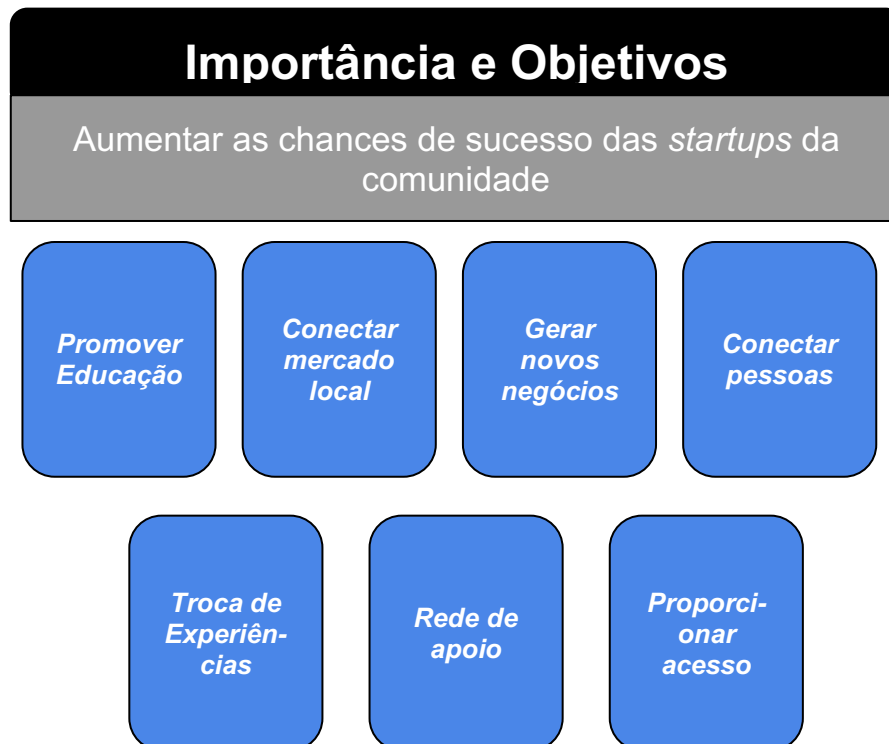 Importância e Objetivos
Aumentar as chances de sucesso das startups da
comunidade
Promover
Educação
Conectar
mercado
local
Gerar
novos
negócios
Conectar
pessoas
Troca de
Experiên-
cias
Rede de
apoio
Proporci-
onar
acesso